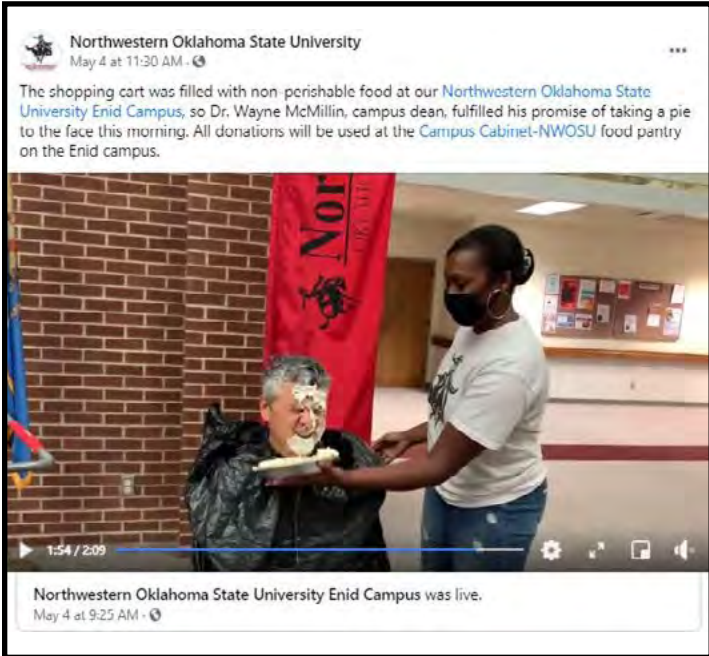 Northwestern Oklahoma State University
May 4 at 11:30 AM ·
The shopping cart was filled with non-perishable food at our Northwestern Oklahoma State
University Enid Campus, so Dr. Wayne McMillin, campus dean, fulfilled his promise of taking a pie
to the face this morning. All donations will be used at the Campus Cabinet-NWOSU food pantry
on the Enid campus.
Nor
1:54 / 2:09
Northwestern Oklahoma State University Enid Campus was live.
May 4 at 9:25 AM ·